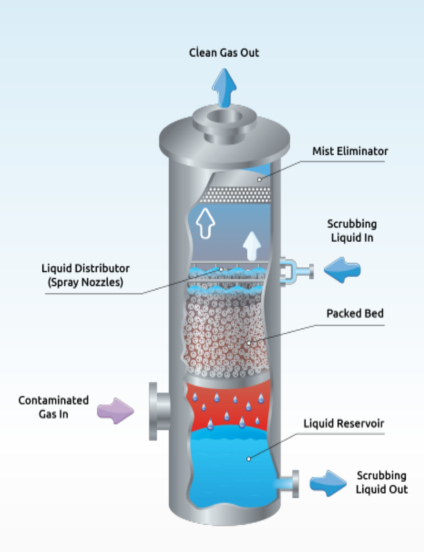 Clean Gas Out
Mist Eliminator
Scrubbing
Liquid In
Liquid Distributor
(Spray Nozzles)
Packed Bed
Contaminated
Gas In
Liquid Reservoir
Scrubbing
Liquid Out